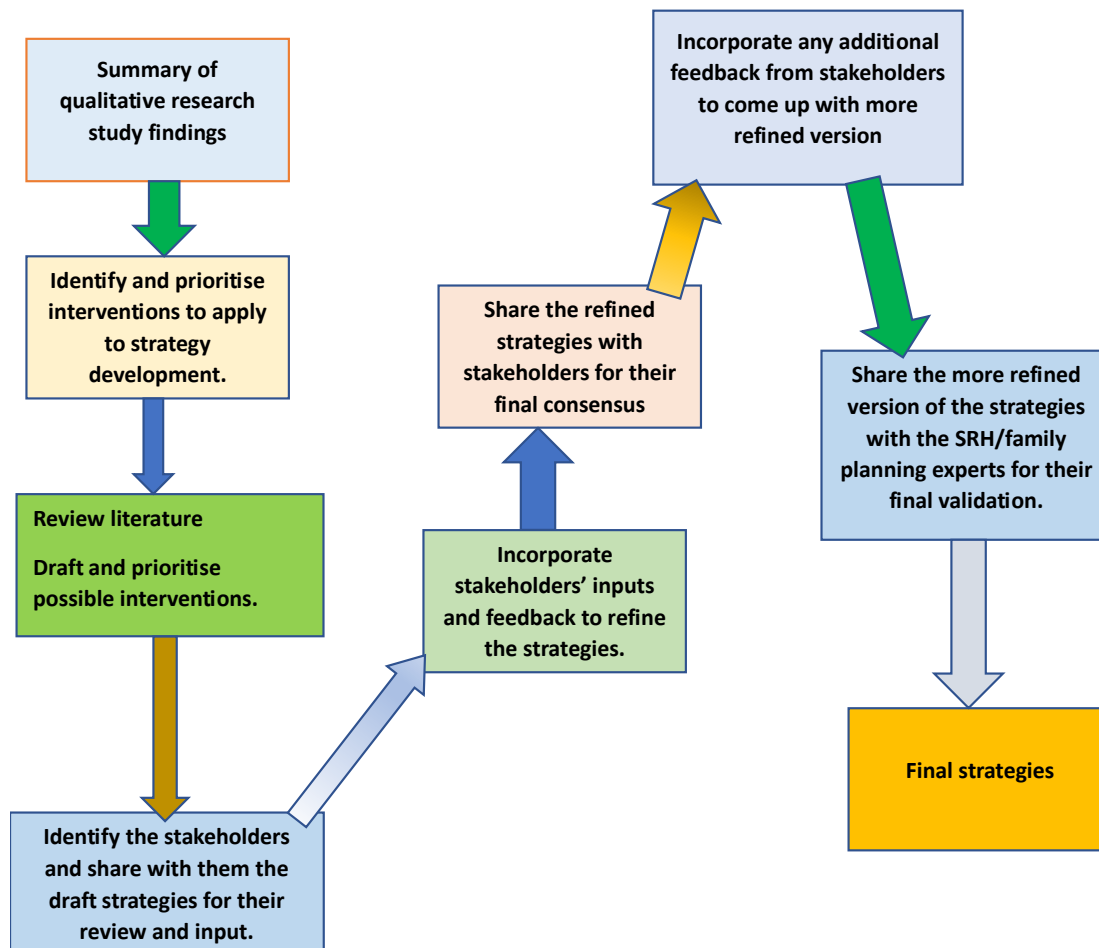 Summary of
qualitative research
study findings
Identify and prioritise
interventions to apply
to strategy
development.
Review literature
Draft and prioritise
possible interventions.
Identify the stakeholders
and share with them the
draft strategies for their
review and input.
Incorporate
stakeholders’ inputs
and feedback to refine
the strategies.
Share the refined
strategies with
stakeholders for their
final consensus
Incorporate any additional
feedback from stakeholders
to come up with more
refined version
Share the more refined
version of the strategies
with the SRH/family
planning experts for their
final validation.
Final strategies